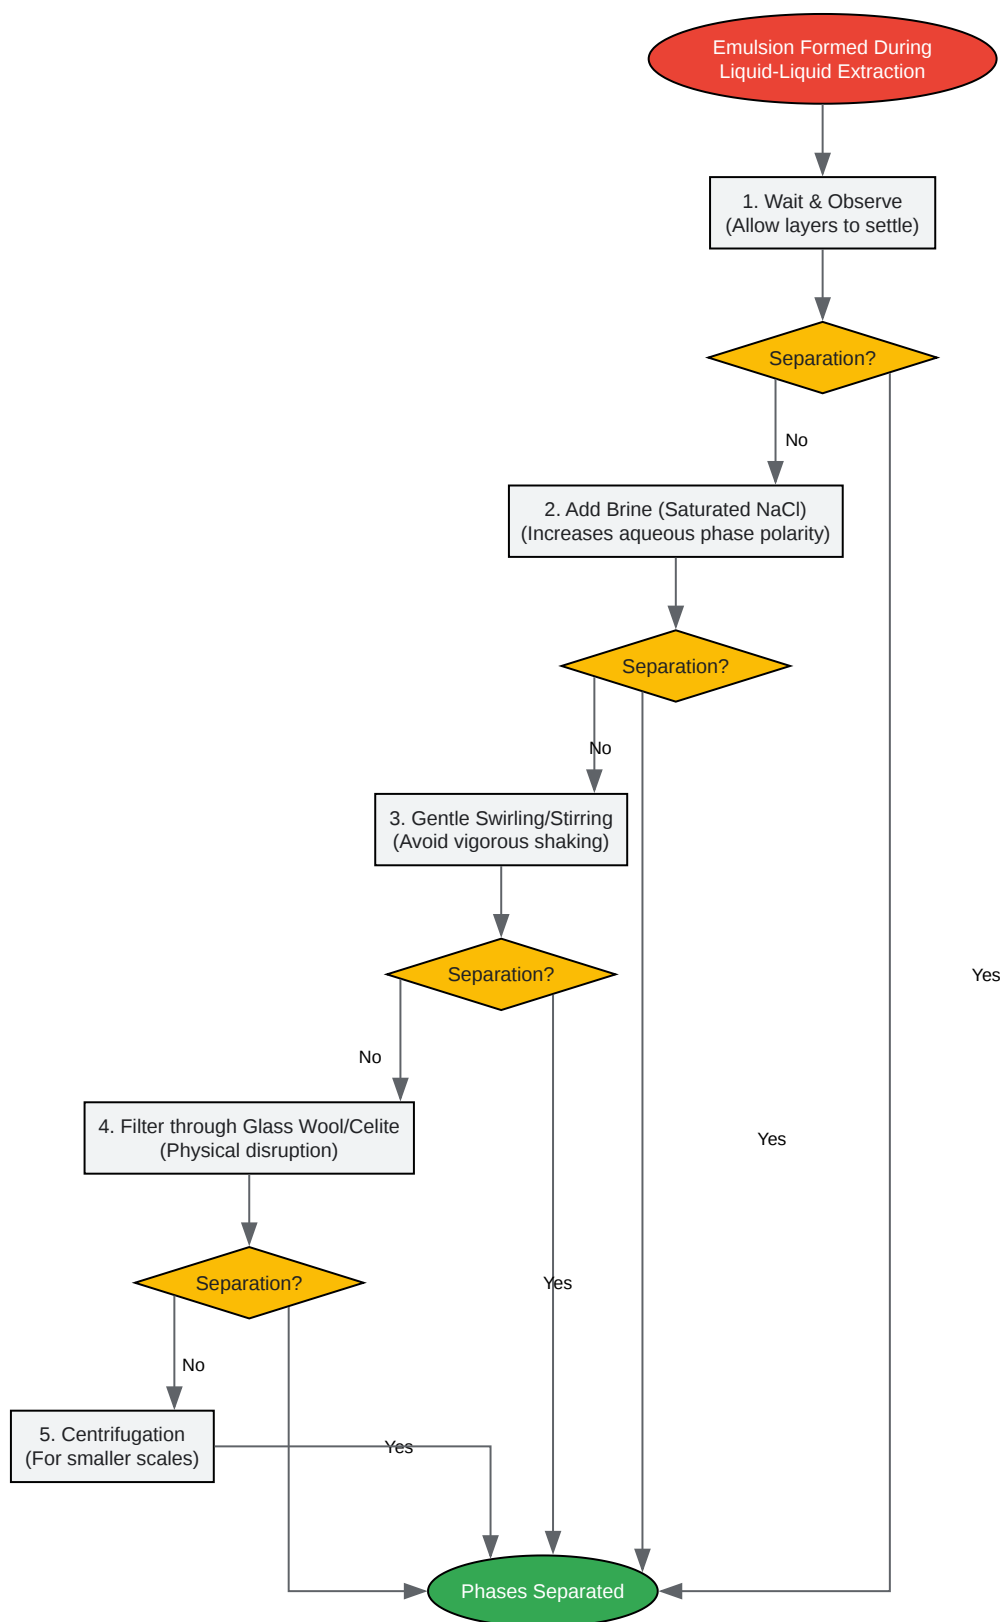 Emulsion Formed During
Liquid-Liquid Extraction
1. Wait & Observe
(Allow layers to settle)
Separation?
No
2. Add Brine (Saturated NaCl)
(Increases aqueous phase polarity)
Separation?
No
3. Gentle Swirling/Stirring
(Avoid vigorous shaking)
Separation?
Yes
No
4. Filter through Glass Wool/Celite
(Physical disruption)
Yes
Separation?
Yes
No
5. Centrifugation
(For smaller scales)
Yes
Phases Separated